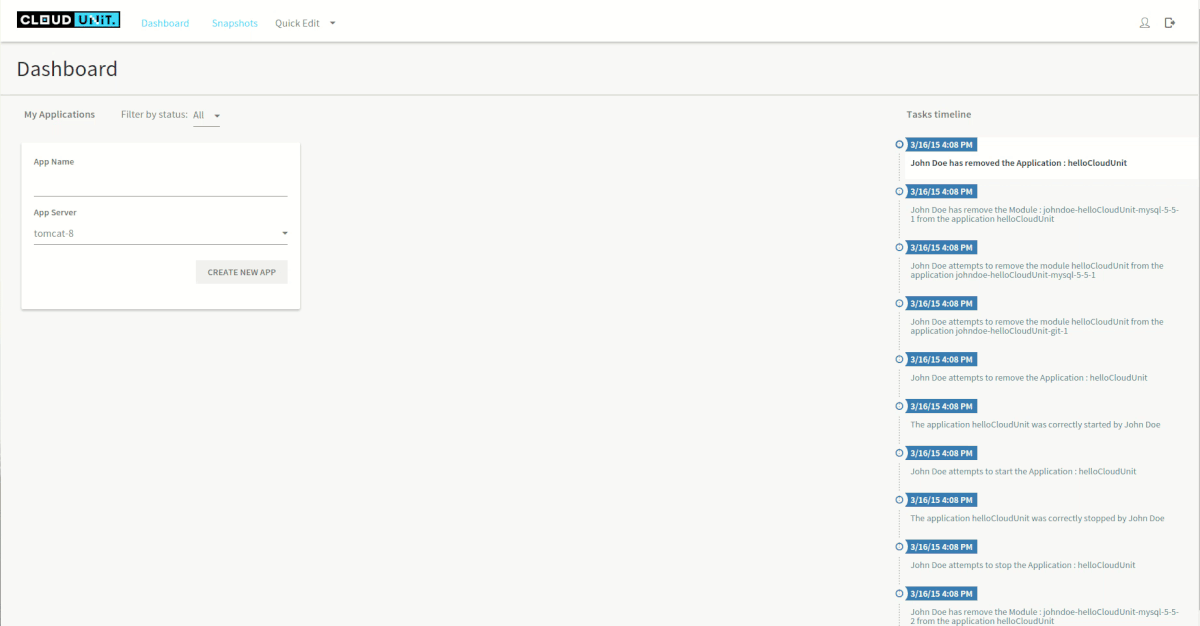 CLOUD UNiT.
Dashboard
Snapshots
Quick Edit
Dashboard
My Applications
Filter by status: All
App Name
App Server
tomcat-8
CREATE NEW APP
Tasks timeline
3/16/15 4:08 PM
John Doe has removed the Application : helloCloudUnit
3/16/15 4:08 PM
John Doe has remove the Module : johndoe-helloCloudUnit-mysql-5-5-
1 from the application helloCloudUnit
3/16/15 4:08 PM
John Doe attempts to remove the module helloCloudUnit from the
application johndoe-helloCloudUnit-mysql-5-5-1
3/16/15 4:08 PM
John Doe attempts to remove the module helloCloudUnit from the
application johndoe-helloCloudUnit-git-1
3/16/15 4:08 PM
John Doe attempts to remove the Application : helloCloudUnit
3/16/15 4:08 PM
The application helloCloudUnit was correctly started by John Doe
3/16/15 4:08 PM
John Doe attempts to start the Application : helloCloudUnit
3/16/15 4:08 PM
The application helloCloudUnit was correctly stopped by John Doe
3/16/15 4:08 PM
John Doe attempts to stop the Application : helloCloudUnit
3/16/15 4:08 PM
John Doe has remove the Module : johndoe-helloCloudUnit-mysql-5-5-
2 from the application helloCloudUnit